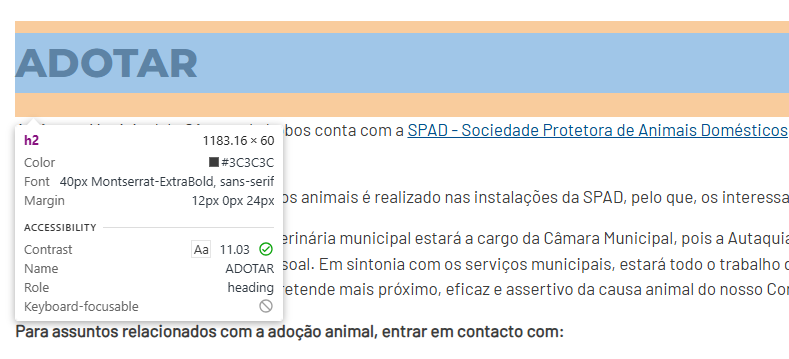 ADOTAR
bos conta com a SPAD - Sociedade Protetora de Animais Domésticos
h2 1183.16 × 60
Color #3C3C3C
Font 40px Montserrat-ExtraBold, sans-serif
os animais é realizado nas instalações da SPAD, pelo que, os interessa
Margin 12px 0px 24px
ACCESSIBILITY
erinária municipal estará a cargo da Câmara Municipal, pois a Autaquia
Contrast Aa 11.03
soal. Em sintonia com os serviços municipais, estará todo o trabalho
Name ADOTAR
Role heading
retende mais próximo, eficaz e assertivo da causa animal do nosso Con
Keyboard-focusable
Para assuntos relacionados com a adoção animal, entrar em contacto com: